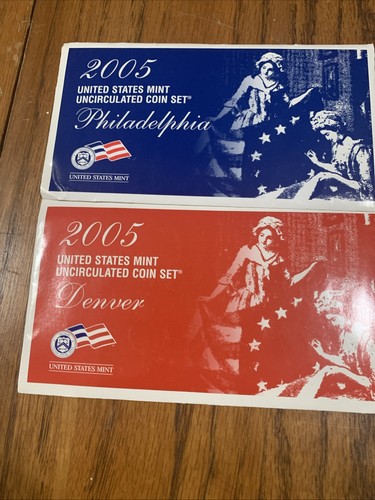 2005
UNITED STATES MINT
UNCIRCULATED COIN SET®
Philadelphia
UNITED STATES MINT
2005
UNITED STATES MINT
UNCIRCULATED COIN SET®
Denver
UNITED STATES MINT